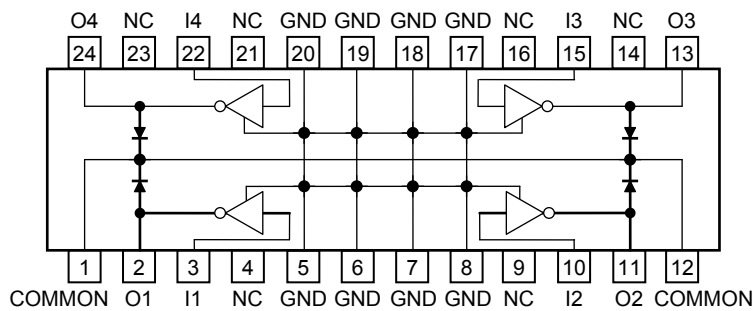 O4 NC I4 NC GND GND GND GND NC I3 NC O3
24 23 22 21 20 19 18 17 16 15 14 13
1 2 3 4 5 6 7 8 9 10 11 12
COMMON O1 I1 NC GND GND GND GND NC I2 O2 COMMON